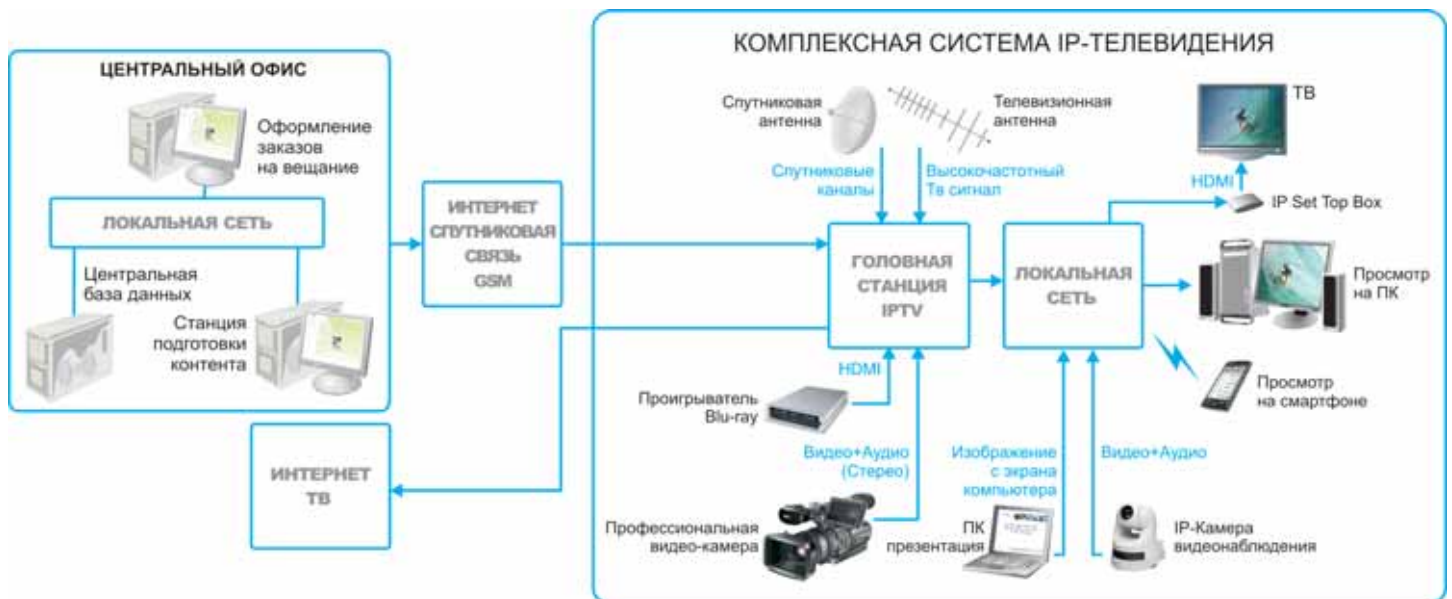 КОМПЛЕКСНАЯ СИСТЕМА IP-ТЕЛЕВИДЕНИЯ
ЦЕНТРАЛЬНЫЙ ОФИС
Оформление
заказов
на вещание
ЛОКАЛЬНАЯ СЕТЬ
Центральная
база данных
Станция
подготовки
контента
ИНТЕРНЕТ
СПУТНИКОВАЯ
СВЯЗЬ
GSM
ИНТЕРНЕТ
ТВ
Спутниковая
антенна
Телевизионная
антенна
Спутниковые
каналы
Высокочастотный
Тв сигнал
ГОЛОВНАЯ
СТАНЦИЯ
IPTV
ЛОКАЛЬНАЯ
СЕТЬ
ТВ
HDMI
IP Set Top Box
Просмотр
на ПК
Просмотр
на смартфоне
HDMI
Проигрыватель
Blu-ray
Видео+Аудио
(Стерео)
Профессиональная
видео-камера
Изображение
с экрана
компьютера
ПК
презентация
Видео+Аудио
IP-Камера
видеонаблюдения